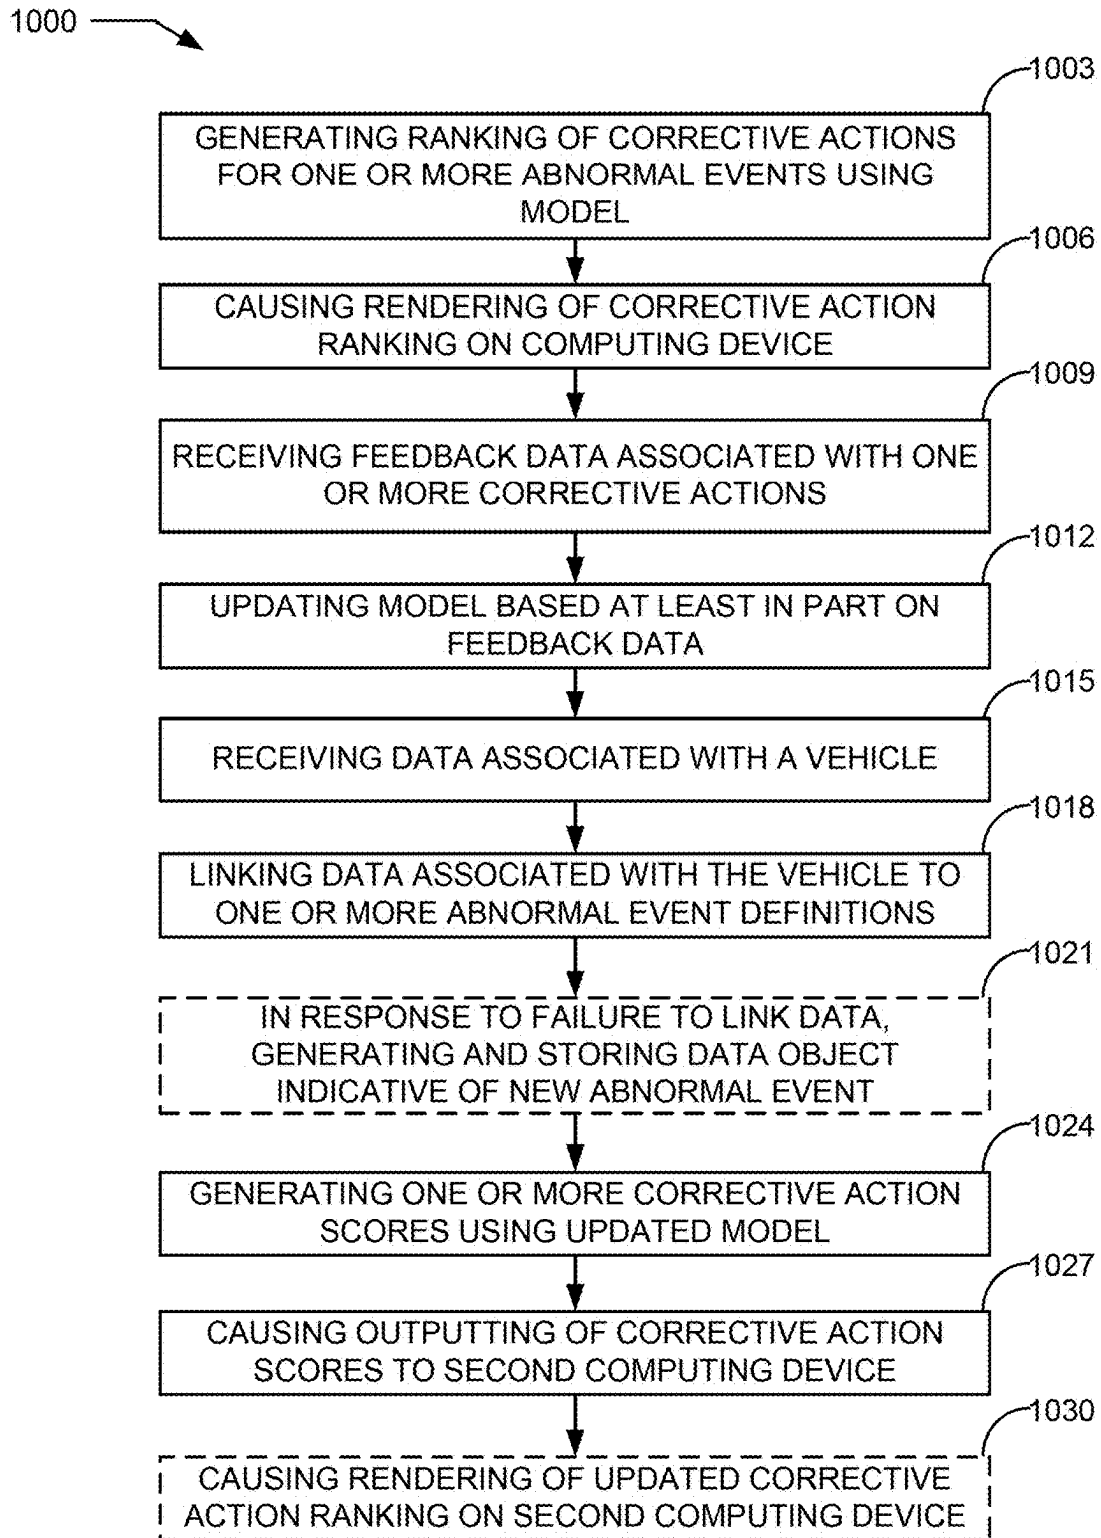 1000
1003
GENERATING RANKING OF CORRECTIVE ACTIONS
FOR ONE OR MORE ABNORMAL EVENTS USING
MODEL
1006
CAUSING RENDERING OF CORRECTIVE ACTION
RANKING ON COMPUTING DEVICE
1009
RECEIVING FEEDBACK DATA ASSOCIATED WITH ONE
OR MORE CORRECTIVE ACTIONS
1012
UPDATING MODEL BASED AT LEAST IN PART ON
FEEDBACK DATA
1015
RECEIVING DATA ASSOCIATED WITH A VEHICLE
1018
LINKING DATA ASSOCIATED WITH THE VEHICLE TO
ONE OR MORE ABNORMAL EVENT DEFINITIONS
1021
IN RESPONSE TO FAILURE TO LINK DATA,
GENERATING AND STORING DATA OBJECT
INDICATIVE OF NEW ABNORMAL EVENT
1024
GENERATING ONE OR MORE CORRECTIVE ACTION
SCORES USING UPDATED MODEL
1027
CAUSING OUTPUTTING OF CORRECTIVE ACTION
SCORES TO SECOND COMPUTING DEVICE
1030
CAUSING RENDERING OF UPDATED CORRECTIVE
ACTION RANKING ON SECOND COMPUTING DEVICE